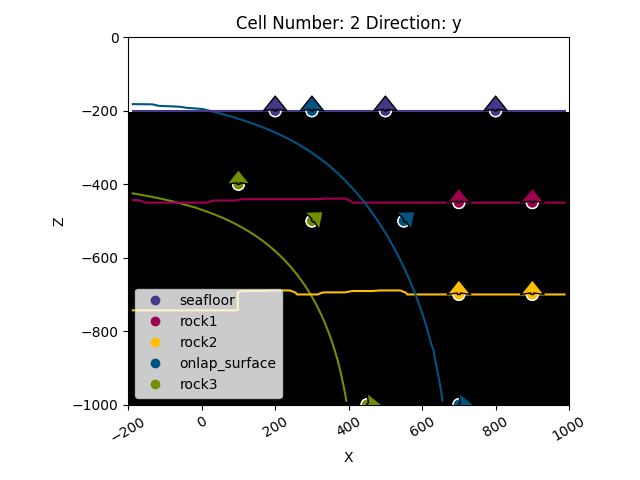 Cell Number: 2 Direction: y
0
−200
−400
−600
−800
−1000
Z
seafloor
rock1
rock2
onlap_surface
rock3
−200
0
200
400
600
800
1000
X